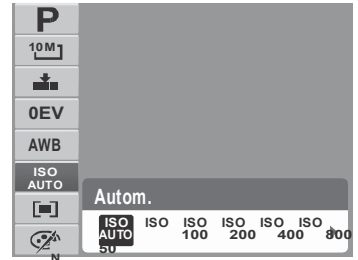 P
10M
0EV
AWB
ISO
AUTO
N
Autom.
ISO ISO ISO ISO ISO ISO
AUTO 100 200 400 800
50